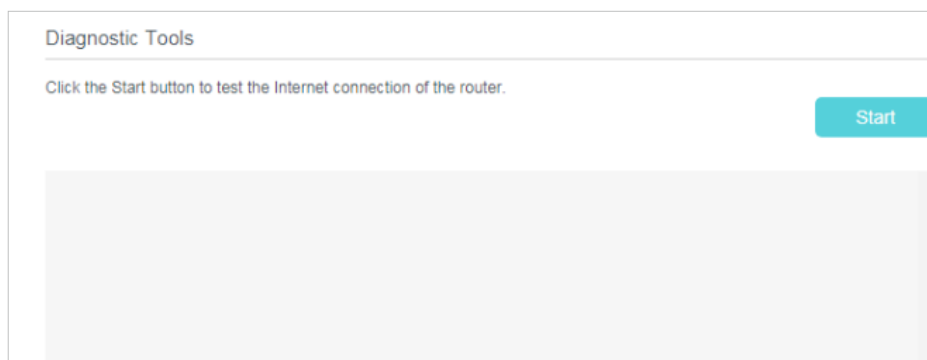 Diagnostic Tools
Click the Start button to test the Internet connection of the router.
Start